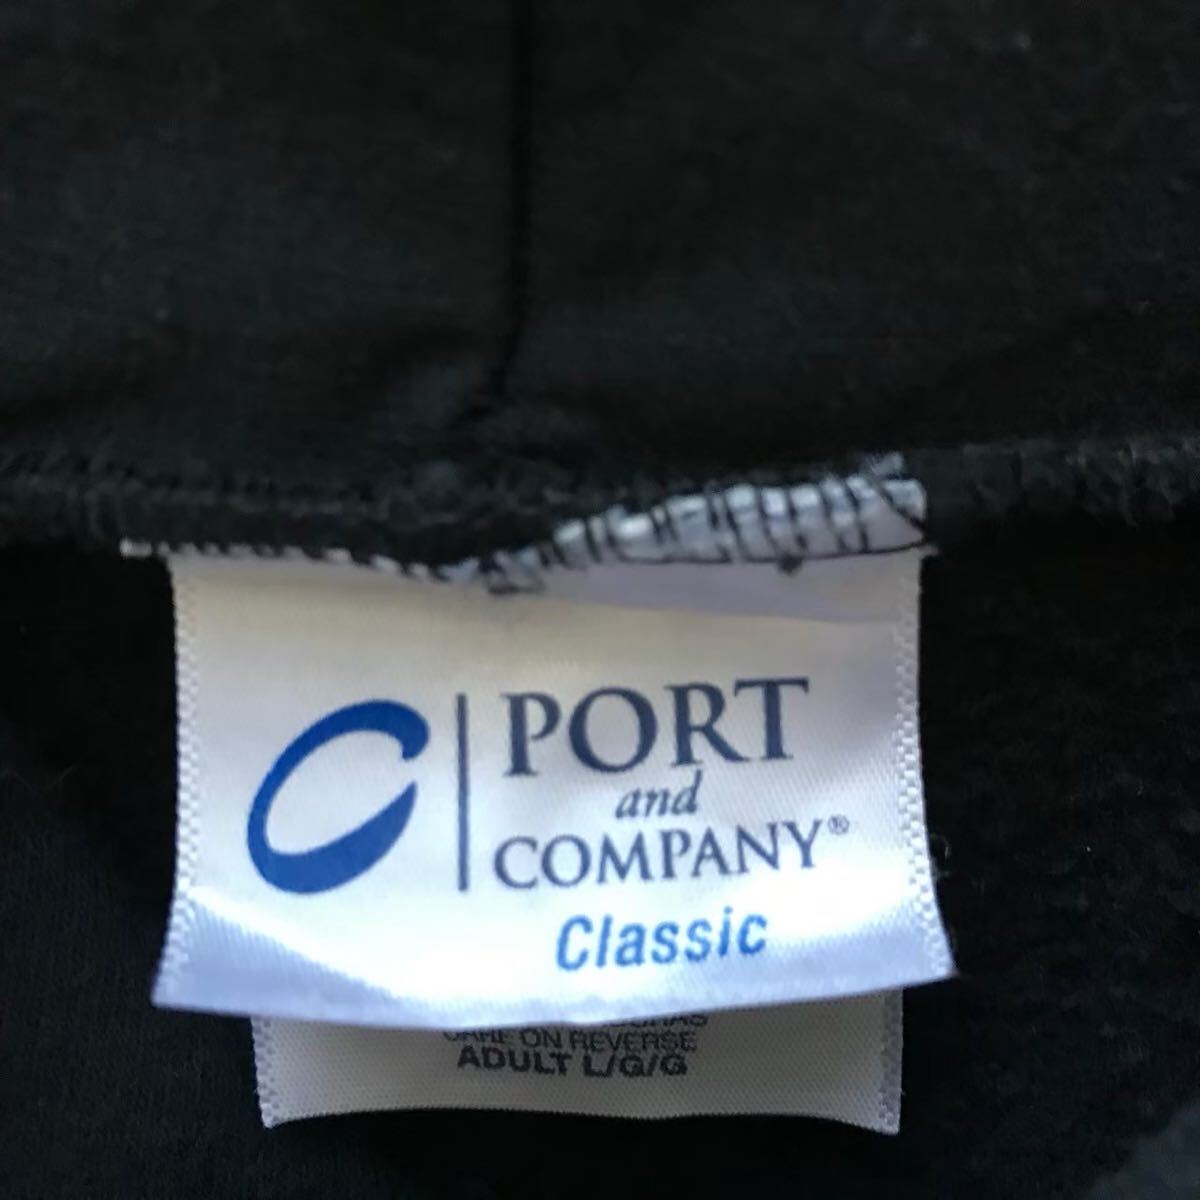 PORT
and
COMPANY®
Classic
CARE ON REVERSE
ADULT L/G/G